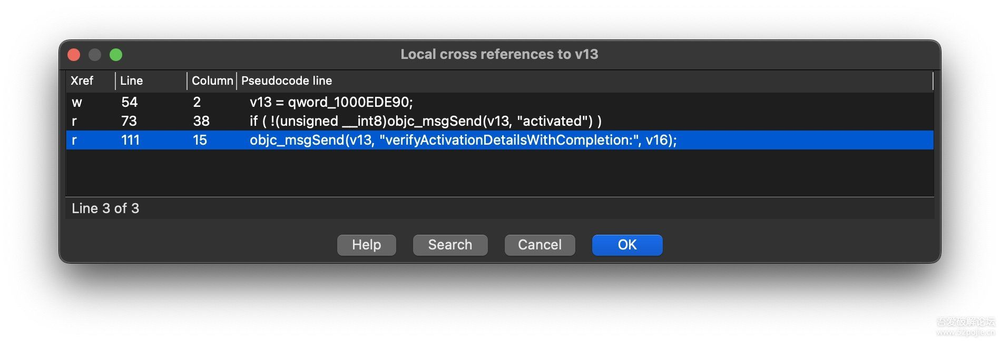 Local cross references to v13
Xref Line Column Pseudocode line
w 54 2 v13 = qword_1000EDE90;
r 73 38 if ( !(unsigned __int8)objc_msgSend(v13, "activated") )
r 111 15 objc_msgSend(v13, "verifyActivationDetailsWithCompletion:", v16);
Line 3 of 3
Help Search Cancel OK
吾爱破解论坛
www.52pojie.cn